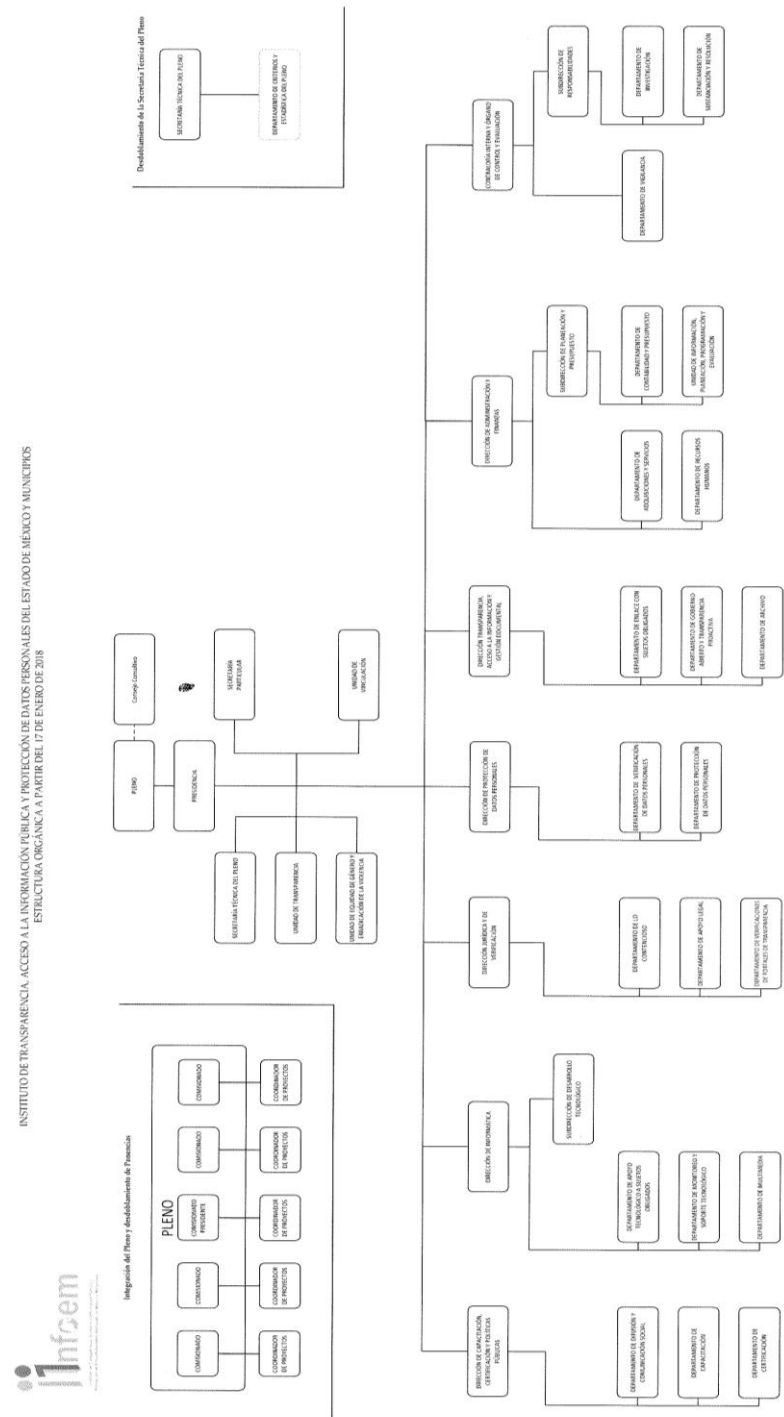 infoem
INSTITUTO DE TRANSPARENCIA, ACCESO A LA INFORMACIÓN PÚBLICA Y PROTECCIÓN DE DATOS PERSONALES DEL ESTADO DE MÉXICO Y MUNICIPIOS
ESTRUCTURA ORGÁNICA A PARTIR DEL 17 DE ENERO DE 2018
Integración del Pleno y desdoblamiento de Ponencias
PLENO
COMISIONADO
COMISIONADO
COMISIONADO
PRESIDENTE
COMISIONADO
COMISIONADO
COORDINADOR
DE PROYECTOS
COORDINADOR
DE PROYECTOS
COORDINADOR
DE PROYECTOS
COORDINADOR
DE PROYECTOS
COORDINADOR
DE PROYECTOS
PLENO
Consejo Consultivo
PRESIDENCIA
SECRETARÍA TÉCNICA DEL PLENO
SECRETARÍA
PARTICULAR
UNIDAD DE TRANSPARENCIA
UNIDAD DE EQUIDAD DE GÉNERO Y
ERRADICACIÓN DE LA VIOLENCIA
UNIDAD DE
VINCULACIÓN
Desdoblamiento de la Secretaría Técnica del Pleno
SECRETARÍA TÉCNICA DEL PLENO
DEPARTAMENTO DE CRITERIOS Y
ESTADÍSTICA DEL PLENO
DIRECCIÓN DE CAPACITACIÓN,
CERTIFICACIÓN Y POLÍTICAS
PÚBLICAS
DEPARTAMENTO DE DIFUSIÓN Y
COMUNICACIÓN SOCIAL
DEPARTAMENTO DE
CAPACITACIÓN
DEPARTAMENTO DE
CERTIFICACIÓN
DIRECCIÓN DE INFORMÁTICA
SUBDIRECCIÓN DE DESARROLLO
TECNOLÓGICO
DEPARTAMENTO DE APOYO
TECNOLÓGICO A SUJETOS
OBLIGADOS
DEPARTAMENTO DE MONITOREO Y
SOPORTE TECNOLÓGICO
DEPARTAMENTO DE MULTIMEDIA
DIRECCIÓN JURÍDICA Y DE
VERIFICACIÓN
DEPARTAMENTO DE LO
CONTENCIOSO
DEPARTAMENTO DE APOYO LEGAL
DEPARTAMENTO DE VERIFICACIONES
DE PORTALES DE TRANSPARENCIA
DIRECCIÓN DE PROTECCIÓN DE
DATOS PERSONALES
DEPARTAMENTO DE VERIFICACIÓN
DE DATOS PERSONALES
DEPARTAMENTO DE PROTECCIÓN
DE DATOS PERSONALES
DIRECCIÓN TRANSPARENCIA,
ACCESO A LA INFORMACIÓN Y
GESTIÓN DOCUMENTAL
DEPARTAMENTO DE ENLACE CON
SUJETOS OBLIGADOS
DEPARTAMENTO DE GOBIERNO
ABIERTO Y TRANSPARENCIA
PROACTIVA
DEPARTAMENTO DE ARCHIVO
DIRECCIÓN DE ADMINISTRACIÓN Y
FINANZAS
SUBDIRECCIÓN DE PLANEACIÓN Y
PRESUPUESTO
DEPARTAMENTO DE
ADQUISICIONES Y SERVICIOS
DEPARTAMENTO DE
CONTABILIDAD Y PRESUPUESTO
DEPARTAMENTO DE RECURSOS
HUMANOS
UNIDAD DE INFORMACIÓN,
PLANEACIÓN, PROGRAMACIÓN Y
EVALUACIÓN
CONTRALORÍA INTERNA Y ÓRGANO
DE CONTROL Y EVALUACIÓN
SUBDIRECCIÓN DE
RESPONSABILIDADES
DEPARTAMENTO DE VIGILANCIA
DEPARTAMENTO DE
INVESTIGACIÓN
DEPARTAMENTO DE
SUSTANCIACIÓN Y RESOLUCIÓN